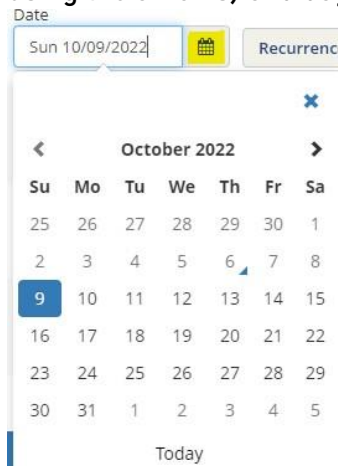 Date
Sun 10/09/2022
Recurrenc
October 2022
Su Mo Tu We Th Fr Sa
25 26 27 28 29 30 1
2 3 4 5 6 7 8
9 10 11 12 13 14 15
16 17 18 19 20 21 22
23 24 25 26 27 28 29
30 31 1 2 3 4 5
Today